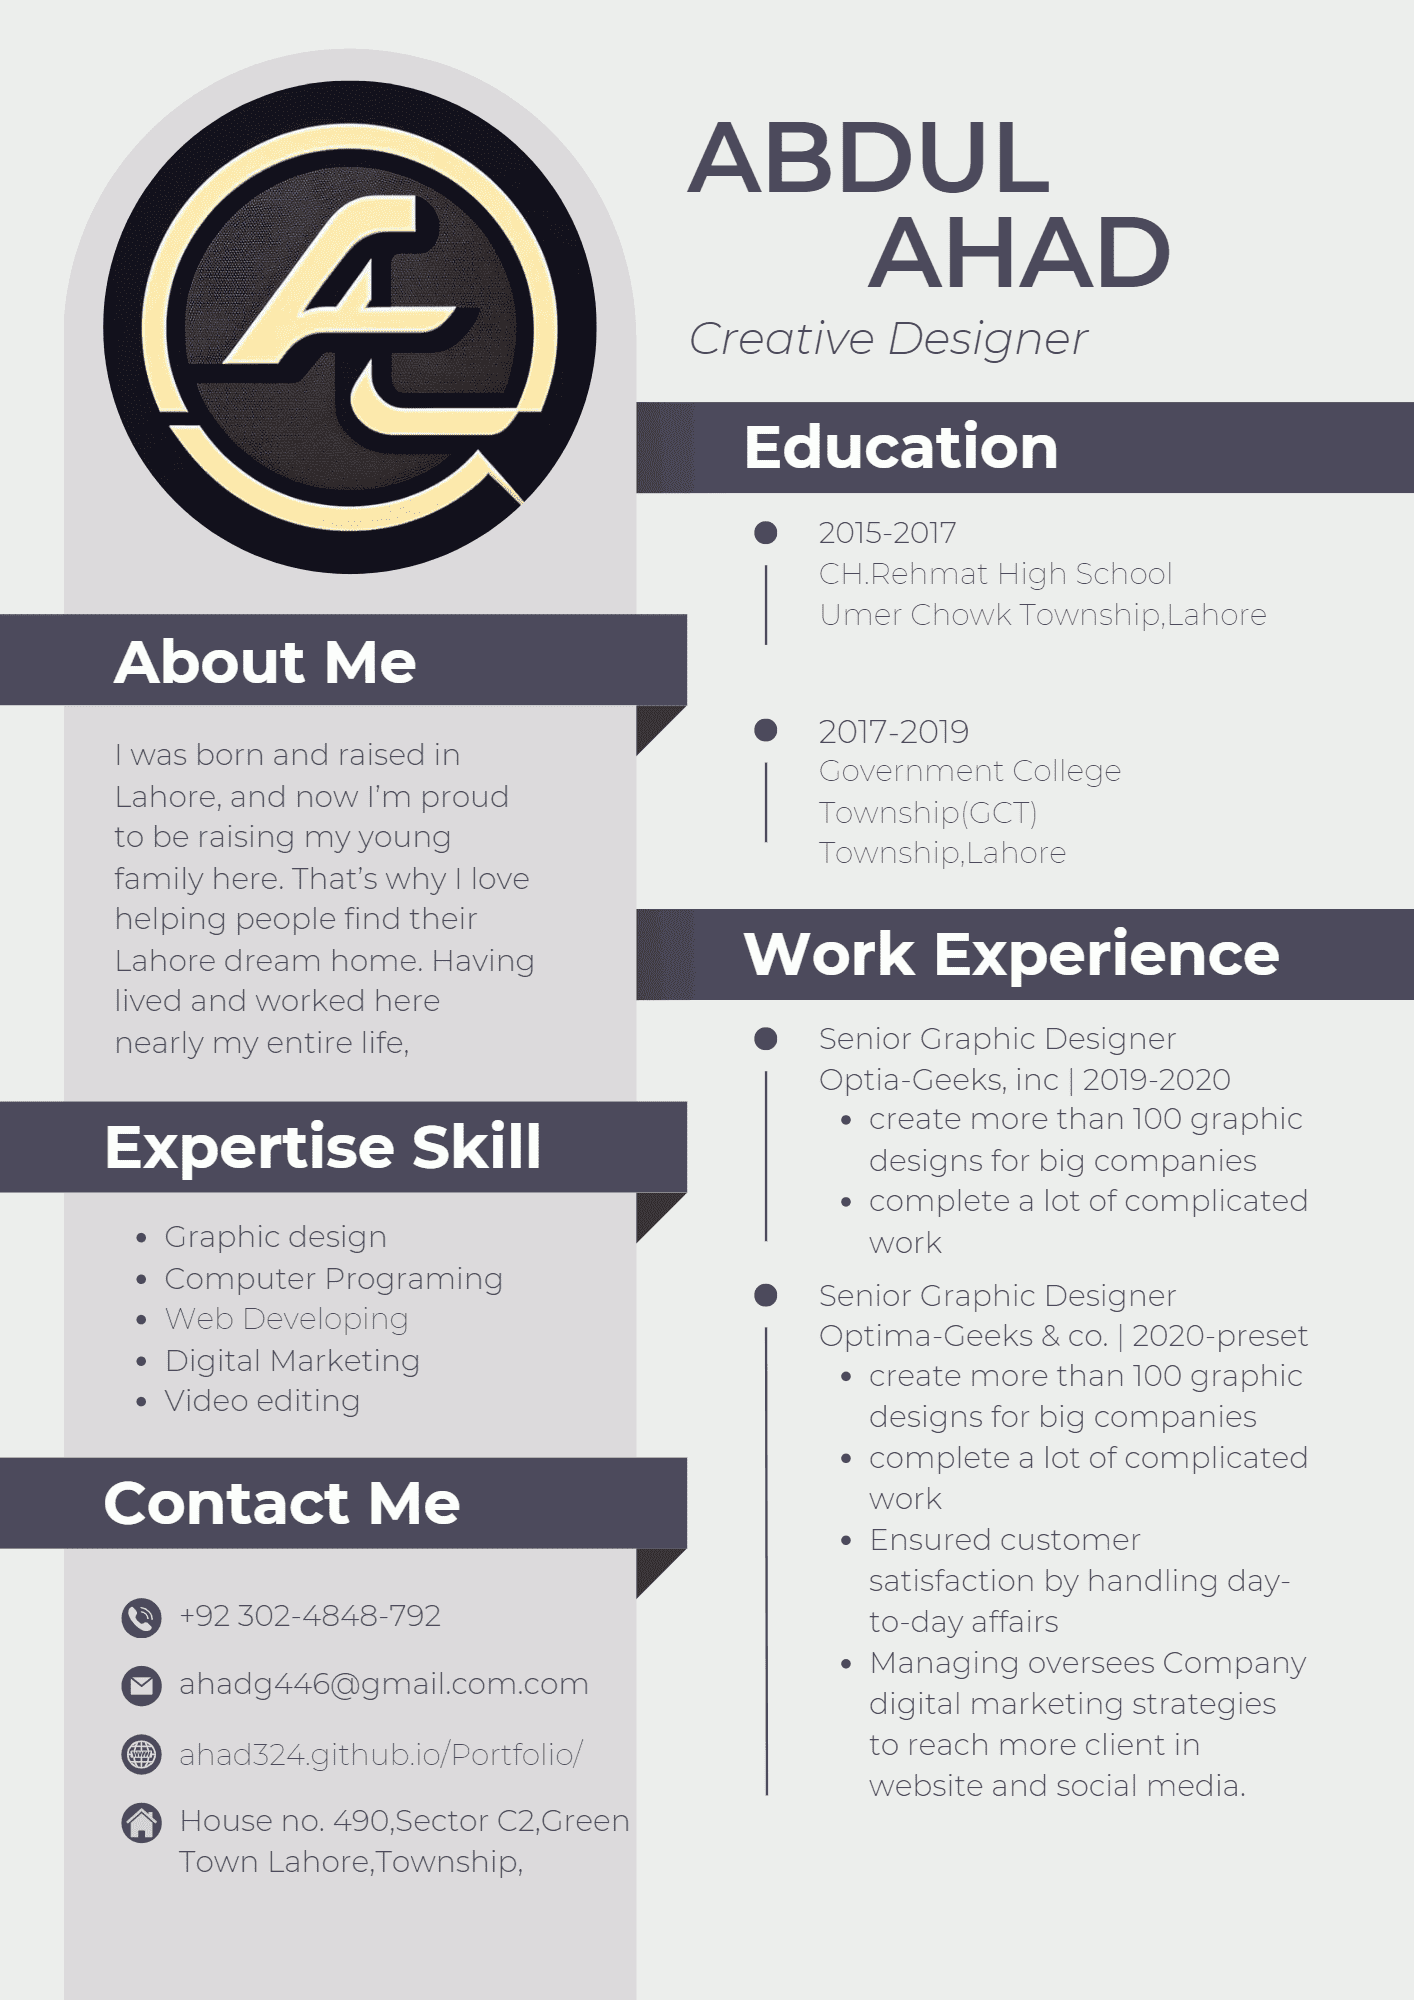 ABDUL
AHAD
Creative Designer
About Me
I was born and raised in
Lahore, and now I'm proud
to be raising my young
family here. That's why I love
helping people find their
Lahore dream home. Having
lived and worked here
nearly my entire life,
Expertise Skill
• Graphic design
• Computer Programing
• Web Developing
• Digital Marketing
• Video editing
Contact Me
+92 302-4848-792
ahadg446@gmail.com.com
ahad324.github.io/Portfolio/
House no. 490,Sector C2,Green
Town Lahore,Township,
Education
2015-2017
CH.Rehmat High School
Umer Chowk Township,Lahore
2017-2019
Government College
Township(GCT)
Township,Lahore
Work Experience
Senior Graphic Designer
Optia-Geeks, inc | 2019-2020
• create more than 100 graphic
designs for big companies
• complete a lot of complicated
work
Senior Graphic Designer
Optima-Geeks & co. | 2020-preset
• create more than 100 graphic
designs for big companies
• complete a lot of complicated
work
• Ensured customer
satisfaction by handling day-
to-day affairs
• Managing oversees Company
digital marketing strategies
to reach more client in
website and social media.